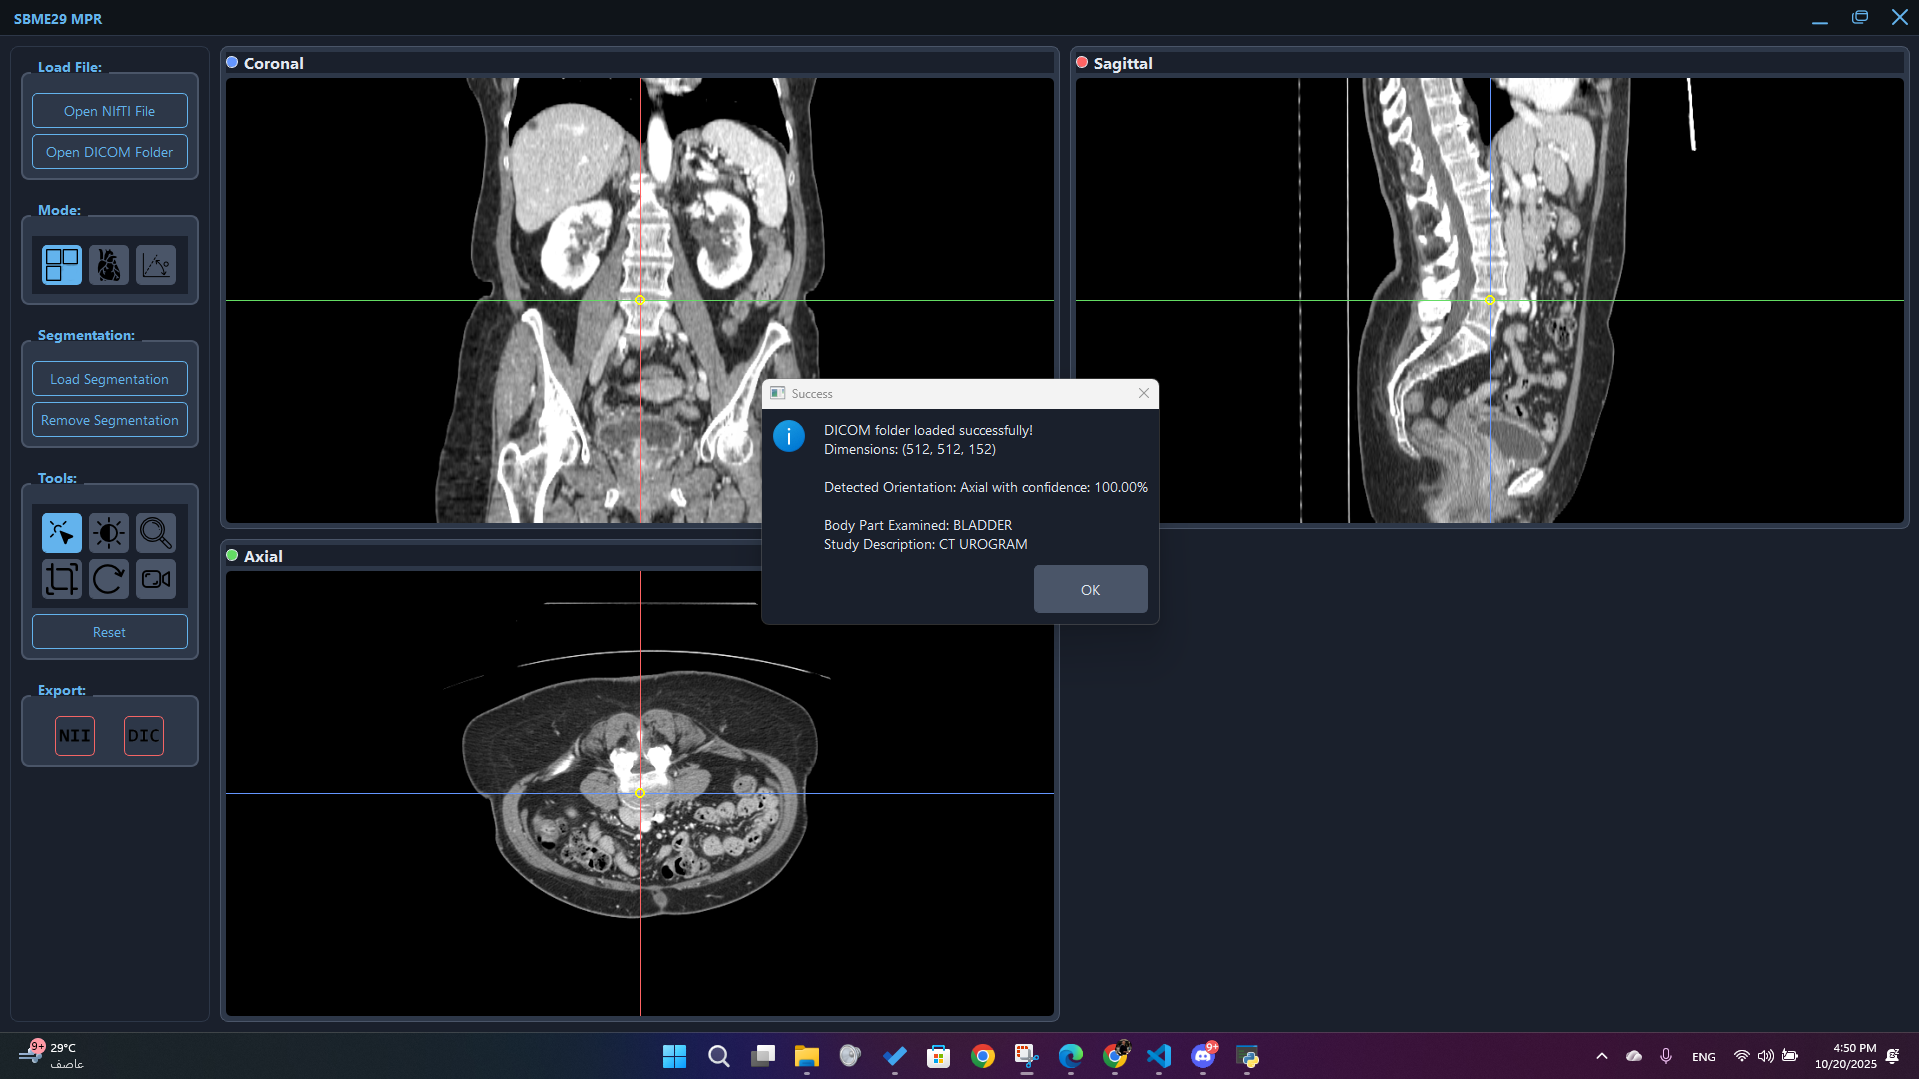 SBME29 MPR
Load File:
Open NIfTI File
Open DICOM Folder
Mode:
Segmentation:
Load Segmentation
Remove Segmentation
Tools:
Reset
Export:
NII DIC
Coronal
Sagittal
Axial
Success
DICOM folder loaded successfully!
Dimensions: (512, 512, 152)
Detected Orientation: Axial with confidence: 100.00%
Body Part Examined: BLADDER
Study Description: CT UROGRAM
OK
9+
29°C
عاصف
9+
ENG
4:50 PM
10/20/2025